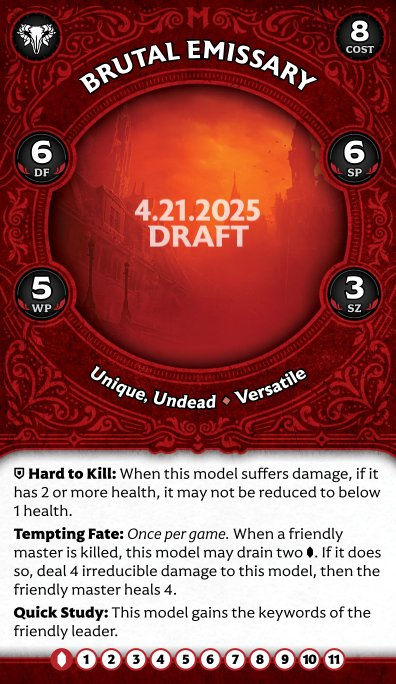 8
COST
BRUTAL EMISSARY
6
DF
6
SP
4.21.2025
DRAFT
5
WP
3
SZ
Unique, Undead • Versatile
Hard to Kill: When this model suffers damage, if it
has 2 or more health, it may not be reduced to below
1 health.
Tempting Fate: Once per game. When a friendly
master is killed, this model may drain two . If it does
so, deal 4 irreducible damage to this model, then the
friendly master heals 4.
Quick Study: This model gains the keywords of the
friendly leader.
1 2 3 4 5 6 7 8 9 10 11